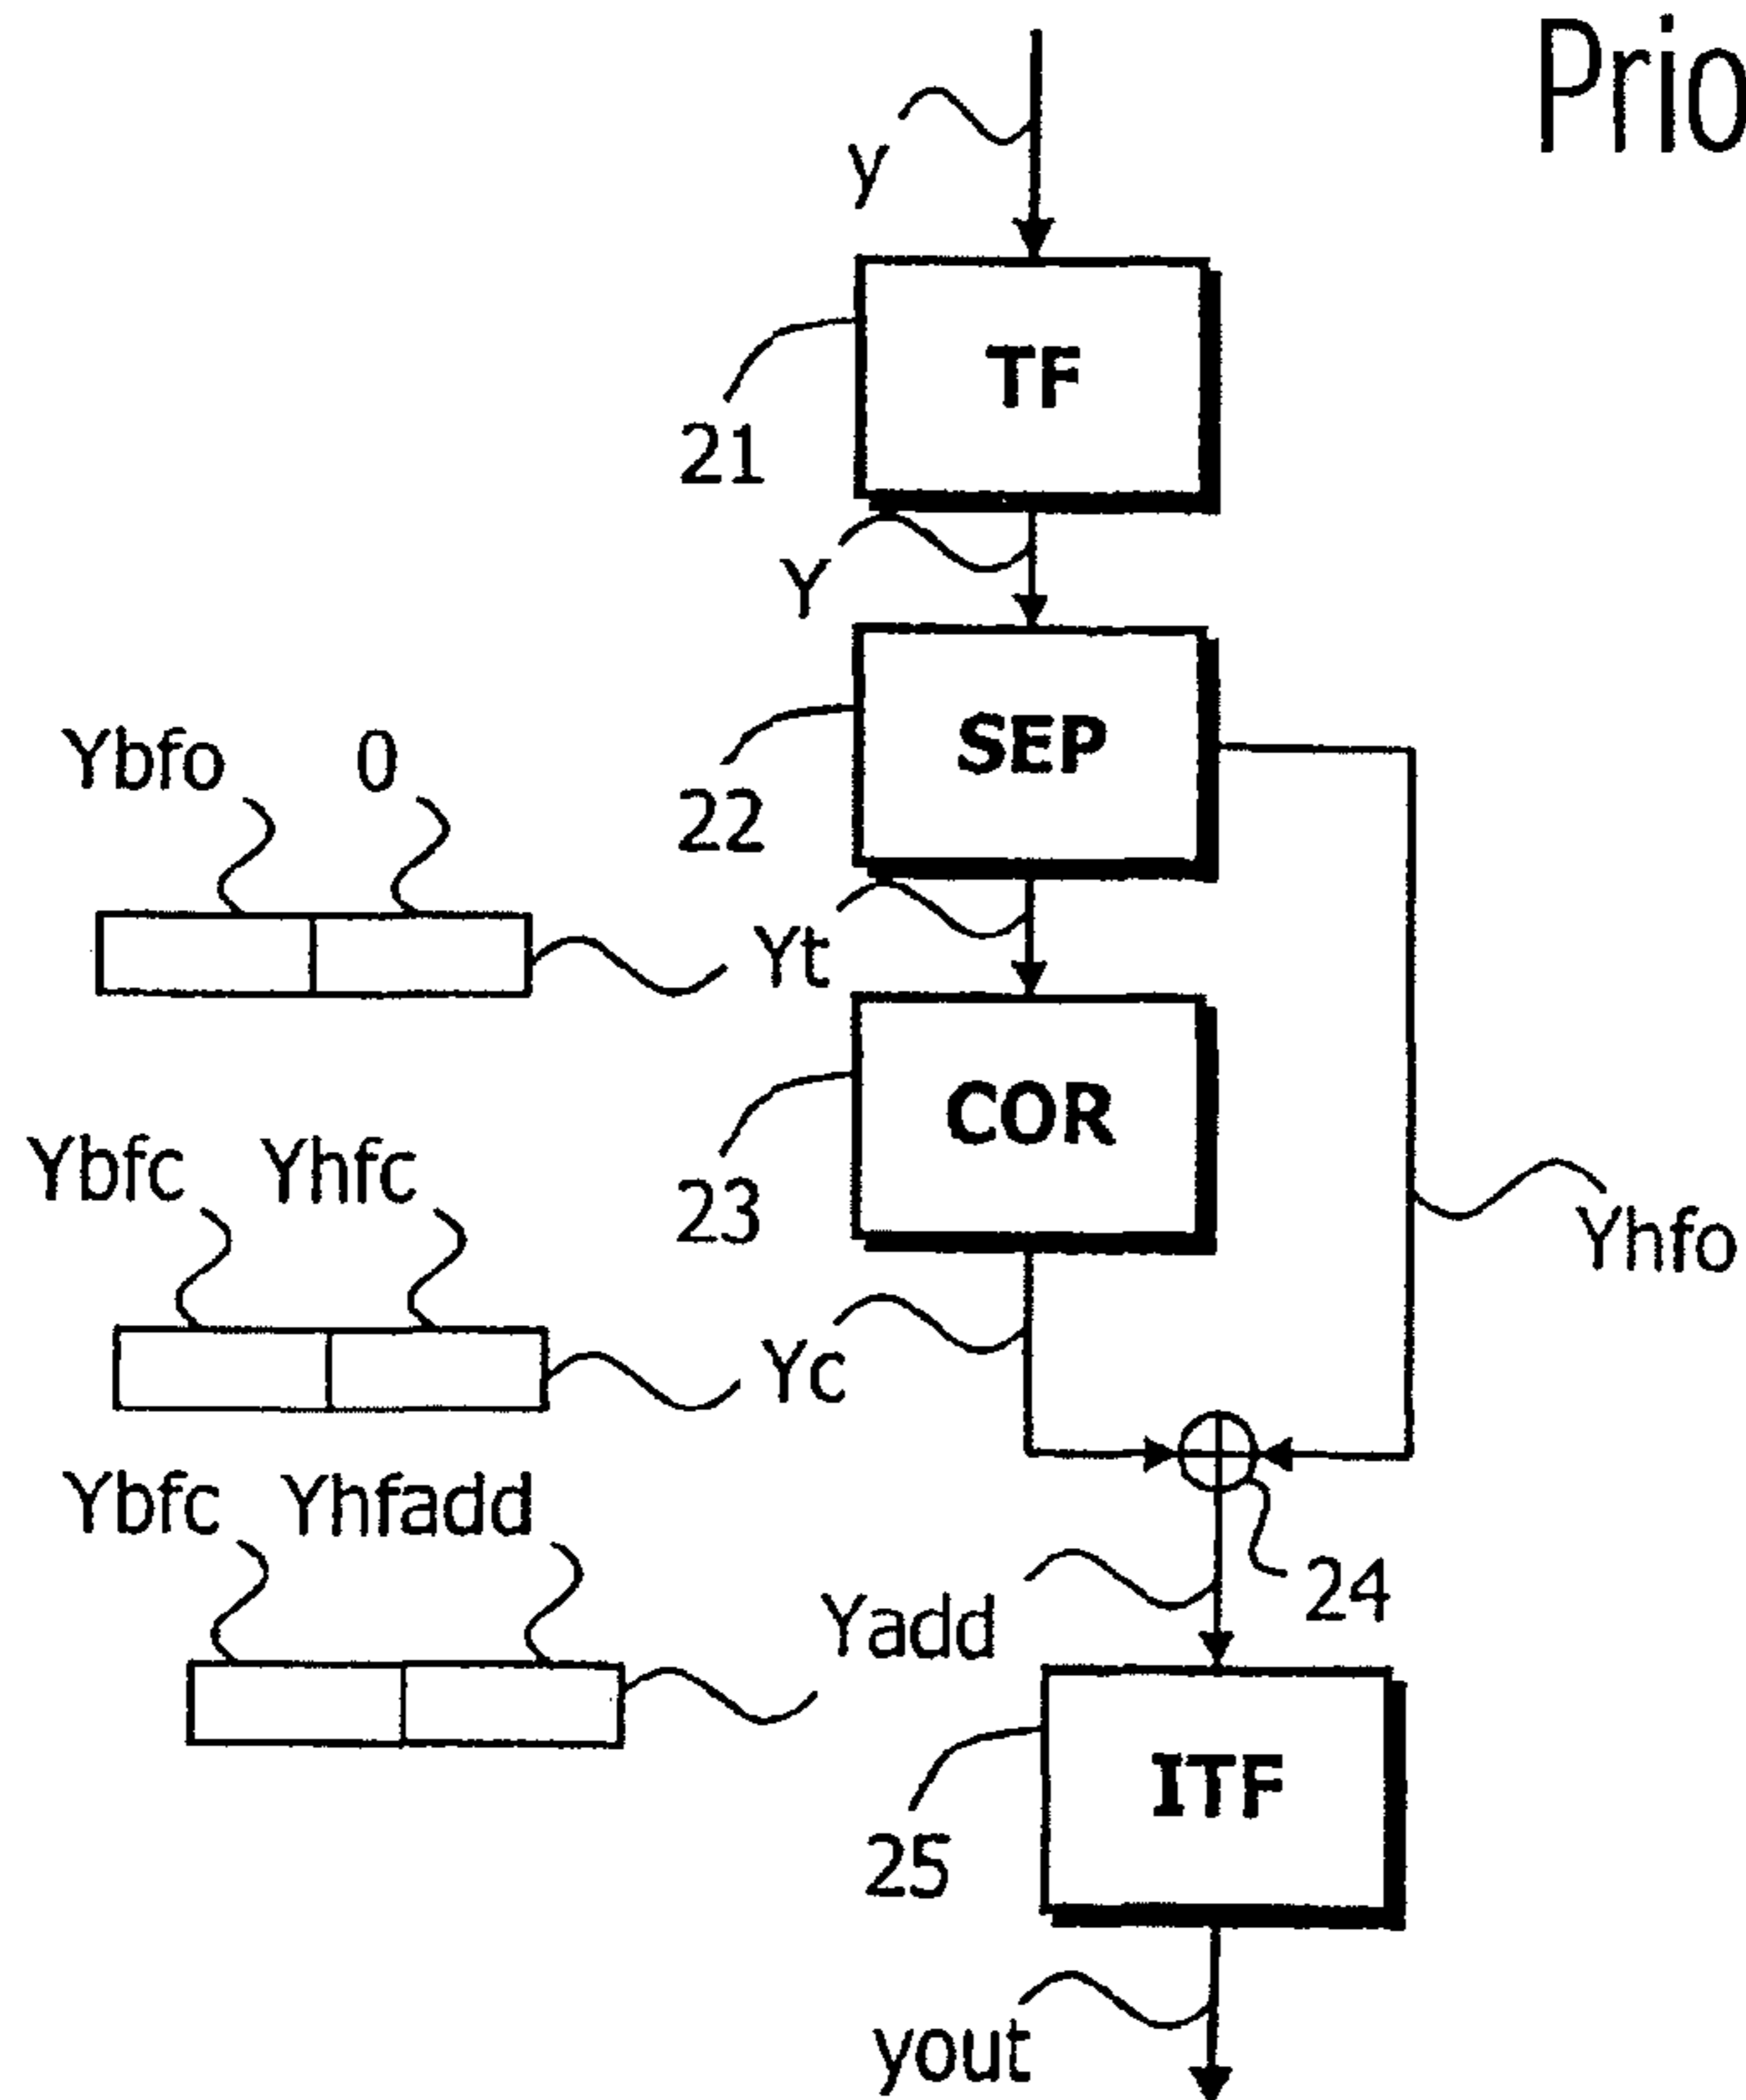 Prio
y
TF
21
Y
SEP
22
Ybfo 0
Yt
COR
23
Ybfc Yhfc
Yhfo
Yc
Ybfc Yhfadd
24
Yadd
ITF
25
yout